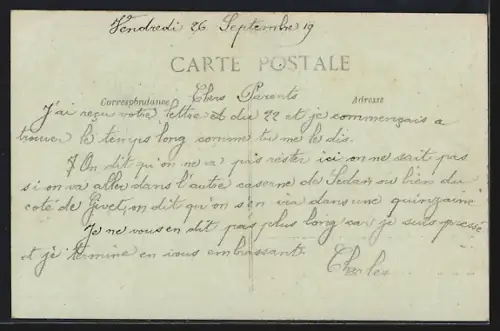 Vendredi 26 Septembre 19
CARTE POSTALE
Correspondance Chers Parents Adresse
J'ai reçus votre lettre et du 22 et je commençais a
trouver le temps long comme tu me le dis.
On dit qu'on ne va pas rester ici on ne sait pas
si on va aller dans l'autre caserne de Sedan ou bien du
coté de Givet, on dit qu'on s'en ira dans une quinzaine
Je ne vous en dit pas plus long car je suis pressé
et je termine en vous embrassant.
Charles